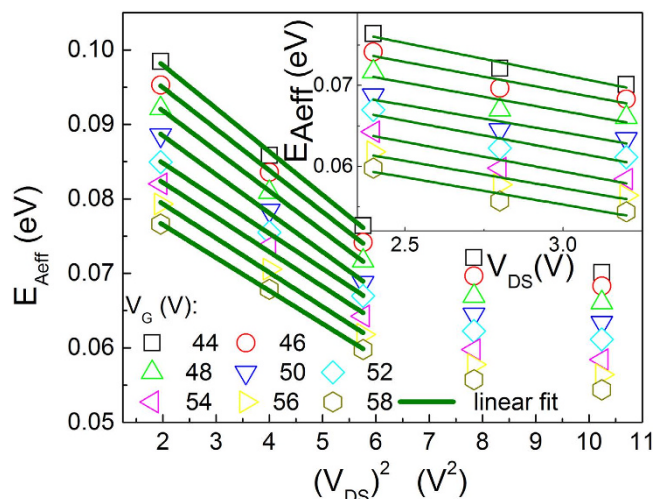 E_Aeff (eV)
0.10
0.09
0.08
0.07
0.06
0.05
E_Aeff (eV)
0.07
0.06
2.5 3.0
V_DS(V)
V_G (V):
44 46
48 50 52
54 56 58 linear fit
2 3 4 5 6 7 8 9 10 11
(V_DS)² (V²)